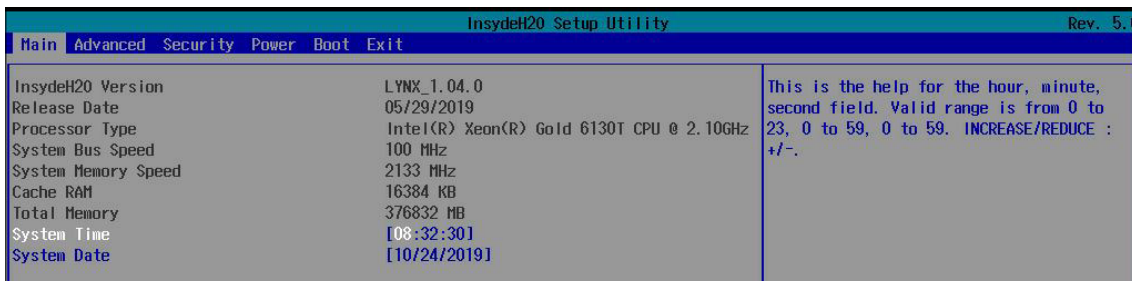 InsydeH20 Setup Utility Rev. 5.
Main Advanced Security Power Boot Exit
InsydeH20 Version LYNX_1.04.0
Release Date 05/29/2019
Processor Type Intel(R) Xeon(R) Gold 6130T CPU @ 2.10GHz
System Bus Speed 100 MHz
System Memory Speed 2133 MHz
Cache RAM 16384 KB
Total Memory 376832 MB
System Time [08:32:30]
System Date [10/24/2019]
This is the help for the hour, minute,
second field. Valid range is from 0 to
23, 0 to 59, 0 to 59. INCREASE/REDUCE :
+/-.